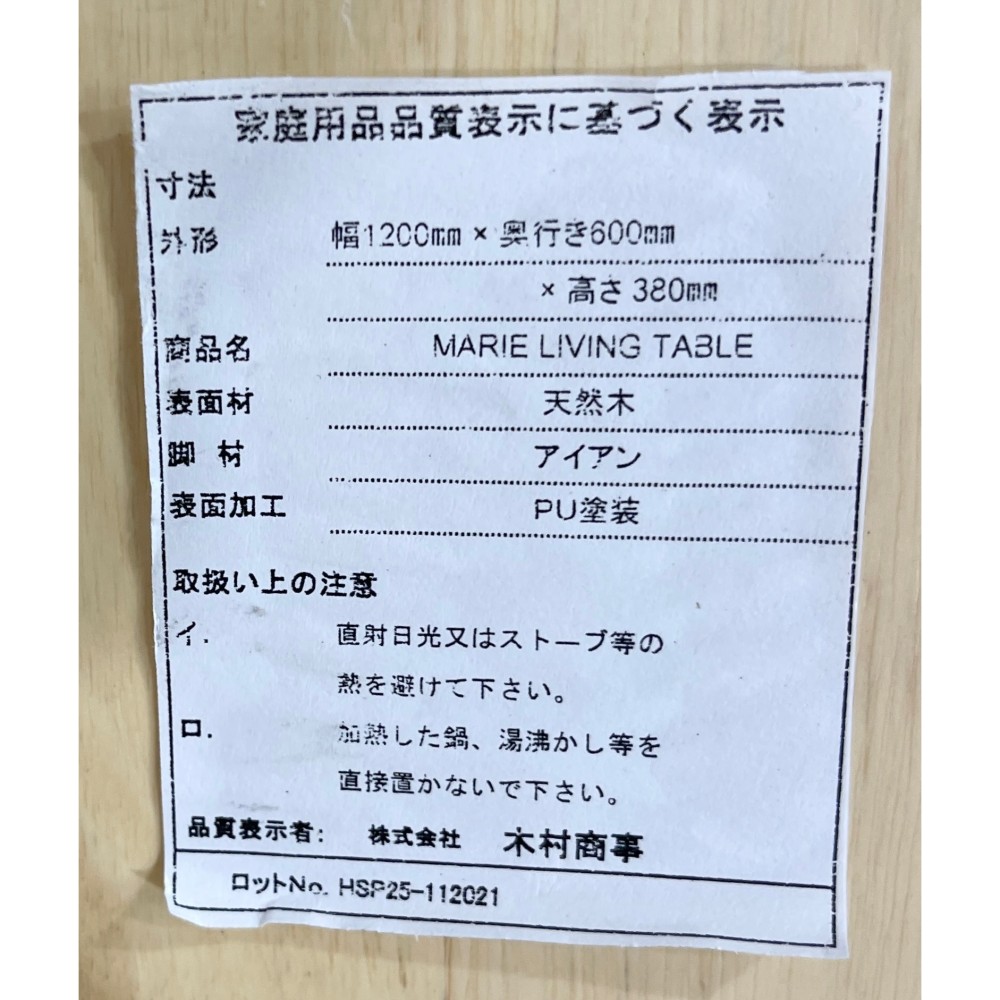 家庭用品品質表示に基づく表示
寸法
外形 幅1200mm × 奥行き600mm
× 高さ 380mm
商品名 MARIE LIVING TABLE
表面材 天然木
脚 材 アイアン
表面加工 PU塗装
取扱い上の注意
イ. 直射日光又はストーブ等の
熱を避けて下さい。
ロ. 加熱した鍋、湯沸かし等を
直接置かないで下さい。
品質表示者: 株式会社 木村商事
ロットNo. HSP25-112021